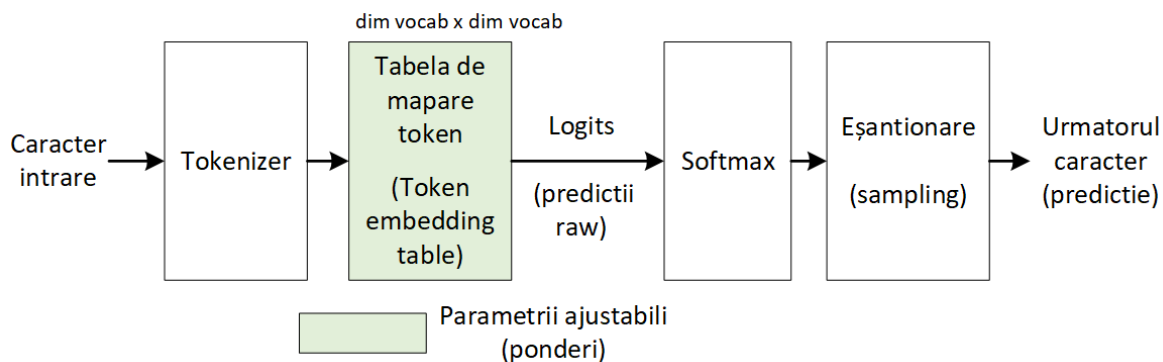 dim vocab x dim vocab
Caracter
intrare
Tokenizer
Tabela de
mapare
token
(Token
embedding
table)
Logits
(predictii
raw)
Softmax
Eșantionare
(sampling)
Urmatorul
caracter
(predictie)
Parametrii ajustabili
(ponderi)